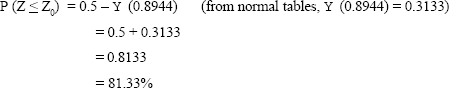 P (Z ≤ Z₀) = 0.5 – Y (0.8944) (from normal tables, Y (0.8944) = 0.3133)
= 0.5 + 0.3133
= 0.8133
= 81.33%